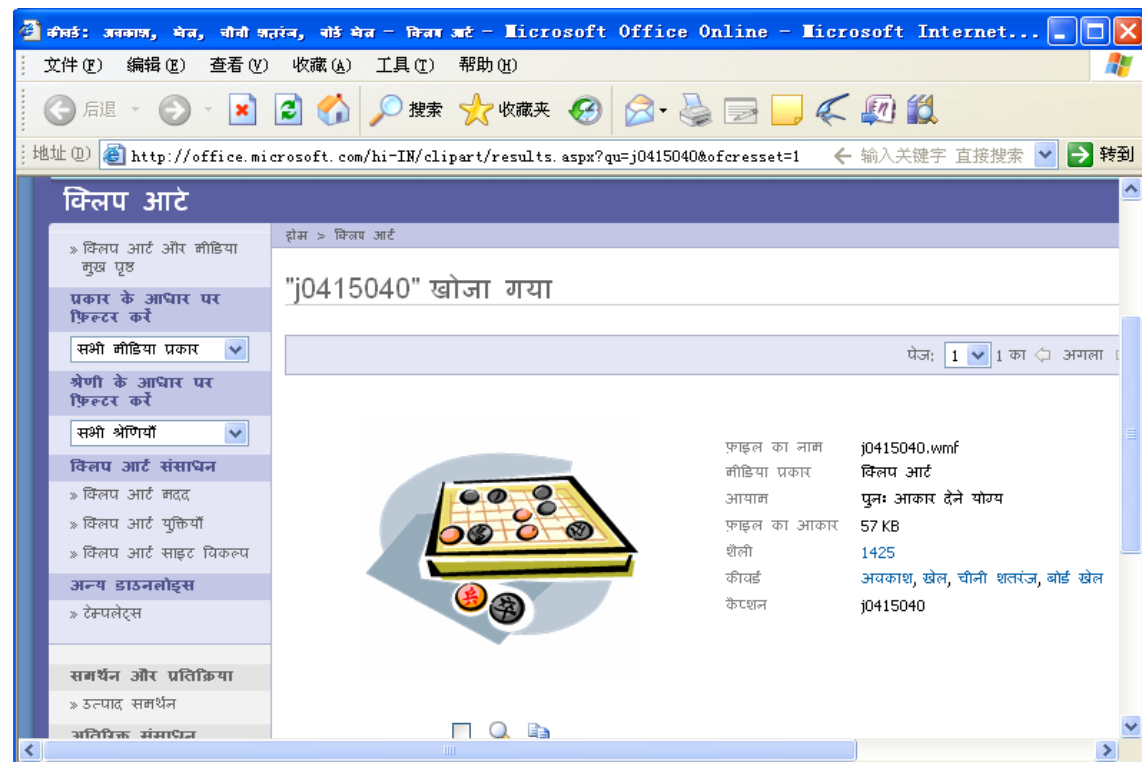 कीवर्ड: अवकाश, खेल, चीनी शतरंज, बोर्ड खेल - क्लिप आर्ट - Microsoft Office Online - Microsoft Internet...
文件(F) 编辑(E) 查看(V) 收藏(A) 工具(T) 帮助(H)
后退 搜索 收藏夹
地址(D) http://office.microsoft.com/hi-IN/clipart/results.aspx?qu=j0415040&ofcresset=1 输入关键字 直接搜索 转到
क्लिप आर्ट
होम > क्लिप आर्ट
» क्लिप आर्ट और मीडिया
मुख पृष्ठ
"j0415040" खोजा गया
प्रकार के आधार पर
फ़िल्टर करें
सभी मीडिया प्रकार
पेज: 1 1 का अगला
श्रेणी के आधार पर
फ़िल्टर करें
सभी श्रेणियाँ
क्लिप आर्ट संसाधन
» क्लिप आर्ट मदद
» क्लिप आर्ट युक्तियाँ
» क्लिप आर्ट साइट विकल्प
अन्य डाउनलोड्स
» टेम्पलेट्स
समर्थन और प्रतिक्रिया
» उत्पाद समर्थन
अतिरिक्त संसाधन
फ़ाइल का नाम j0415040.wmf
मीडिया प्रकार क्लिप आर्ट
आयाम पुनः आकार देने योग्य
फ़ाइल का आकार 57 KB
शैली 1425
कीवर्ड अवकाश, खेल, चीनी शतरंज, बोर्ड खेल
कैप्शन j0415040
兵 卒